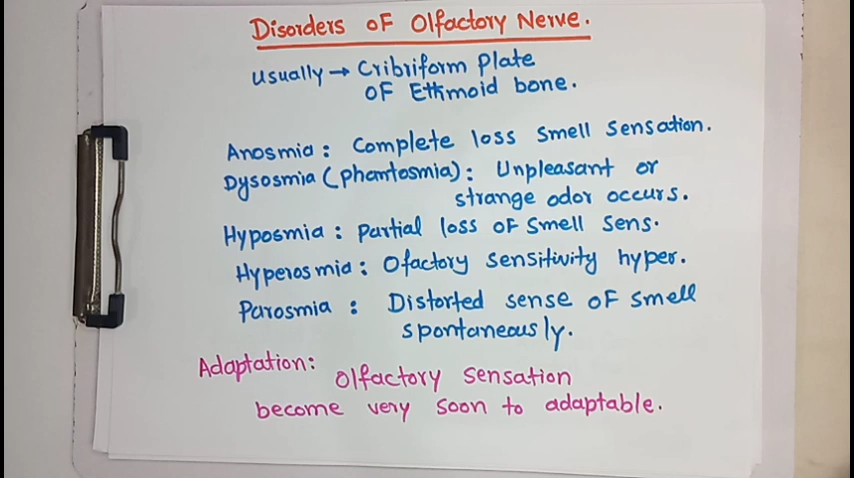 Disorders of Olfactory Nerve.
usually → Cribriform Plate
of Ethmoid bone.
Anosmia : Complete loss smell sensation.
Dysosmia (phantosmia) : Unpleasant or
strange odor occurs.
Hyposmia : Partial loss of smell sens.
Hyperosmia : Ofactory sensitivity hyper.
Parosmia : Distorted sense of smell
spontaneously.
Adaptation: Olfactory sensation
become very soon to adaptable.